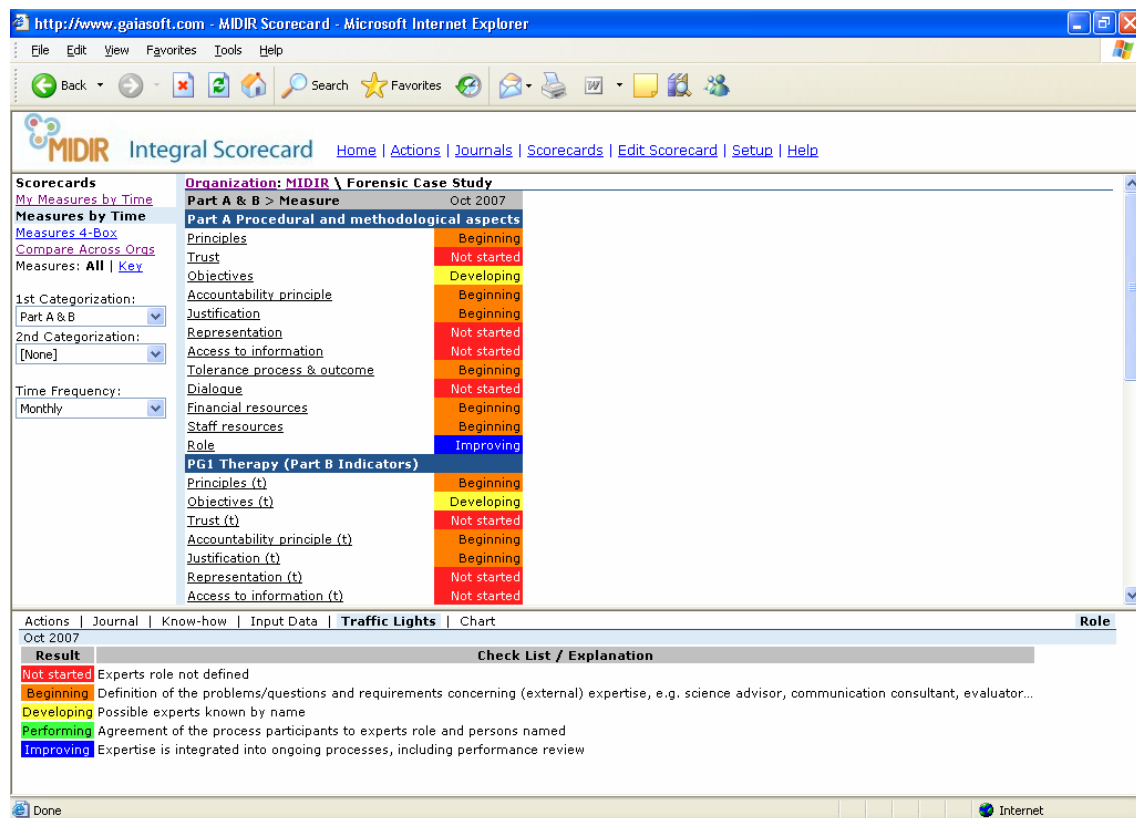 http://www.gaiasoft.com - MIDIR Scorecard - Microsoft Internet Explorer
File Edit View Favorites Tools Help
Back Search Favorites
MIDIR Integral Scorecard Home | Actions | Journals | Scorecards | Edit Scorecard | Setup | Help
Scorecards
My Measures by Time
Measures by Time
Measures 4-Box
Compare Across Orgs
Measures: All | Key
1st Categorization:
Part A & B
2nd Categorization:
[None]
Time Frequency:
Monthly
Organization: MIDIR \ Forensic Case Study
Part A & B > Measure Oct 2007
Part A Procedural and methodological aspects
Principles Beginning
Trust Not started
Objectives Developing
Accountability principle Beginning
Justification Beginning
Representation Not started
Access to information Not started
Tolerance process & outcome Beginning
Dialogue Not started
Financial resources Beginning
Staff resources Beginning
Role Improving
PG1 Therapy (Part B Indicators)
Principles (t) Beginning
Objectives (t) Developing
Trust (t) Not started
Accountability principle (t) Beginning
Justification (t) Beginning
Representation (t) Not started
Access to information (t) Not started
Actions | Journal | Know-how | Input Data | Traffic Lights | Chart Role
Oct 2007
Result Check List / Explanation
Not started Experts role not defined
Beginning Definition of the problems/questions and requirements concerning (external) expertise, e.g. science advisor, communication consultant, evaluator...
Developing Possible experts known by name
Performing Agreement of the process participants to experts role and persons named
Improving Expertise is integrated into ongoing processes, including performance review
Done Internet